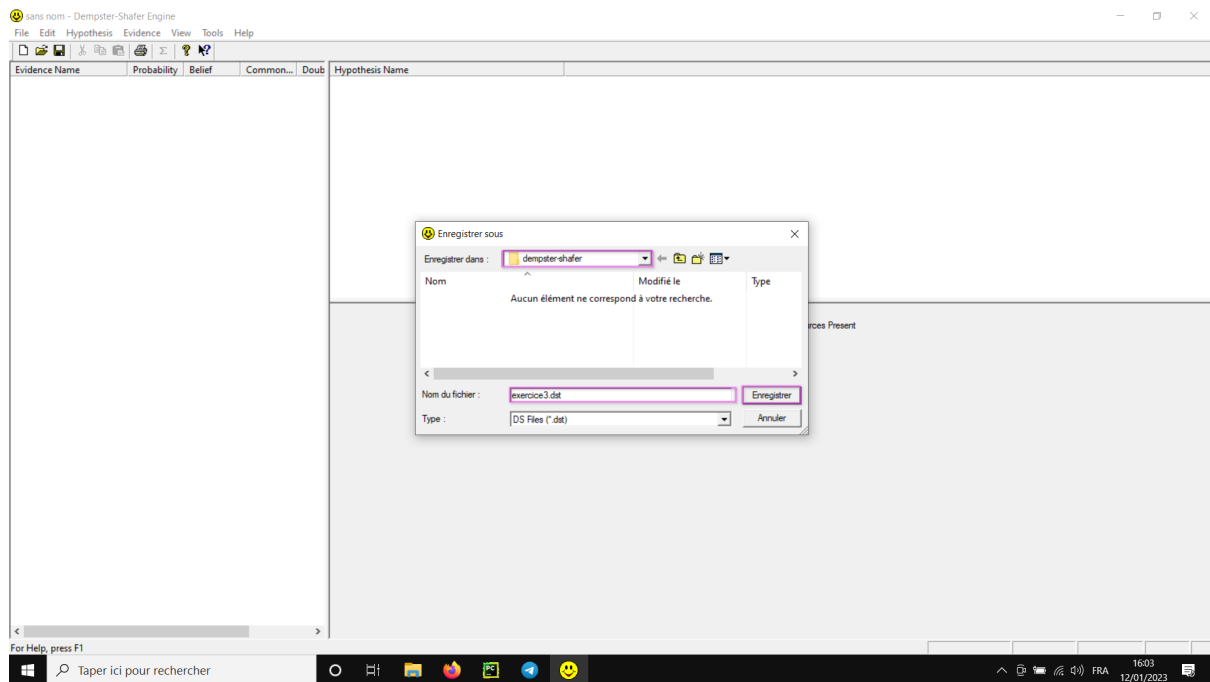 sans nom - Dempster-Shafer Engine
File Edit Hypothesis Evidence View Tools Help
Evidence Name Probability Belief Common... Doub Hypothesis Name
Enregistrer sous
Enregistrer dans : dempster-shafer
Nom Modifié le Type
Aucun élément ne correspond à votre recherche.
rces Present
Nom du fichier : exercice3.dst Enregistrer
Type : DS Files (*.dst) Annuler
For Help, press F1
Taper ici pour rechercher PC FRA 16:03
12/01/2023